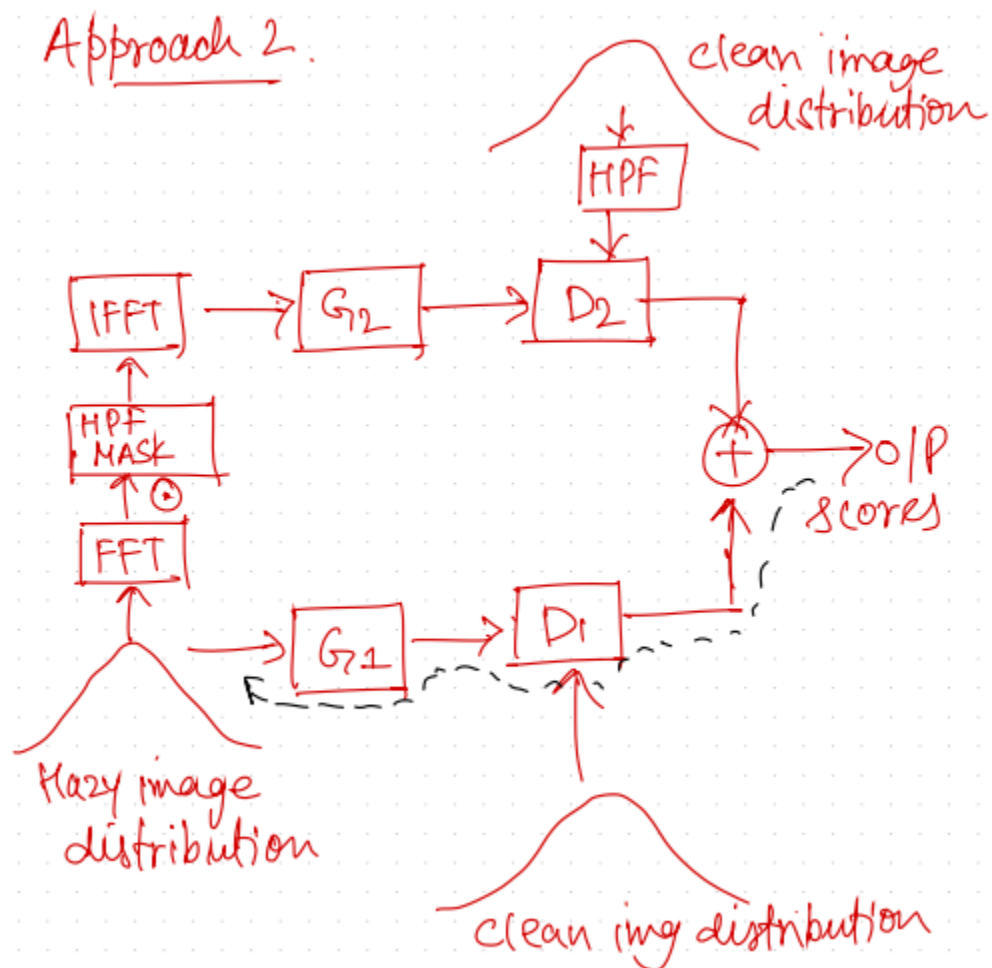 Approach 2.
clean image
distribution
HPF
IFFT
G2
D2
HPF
MASK
+
O/P
scores
FFT
G1
D1
Hazy image
distribution
clean img distribution